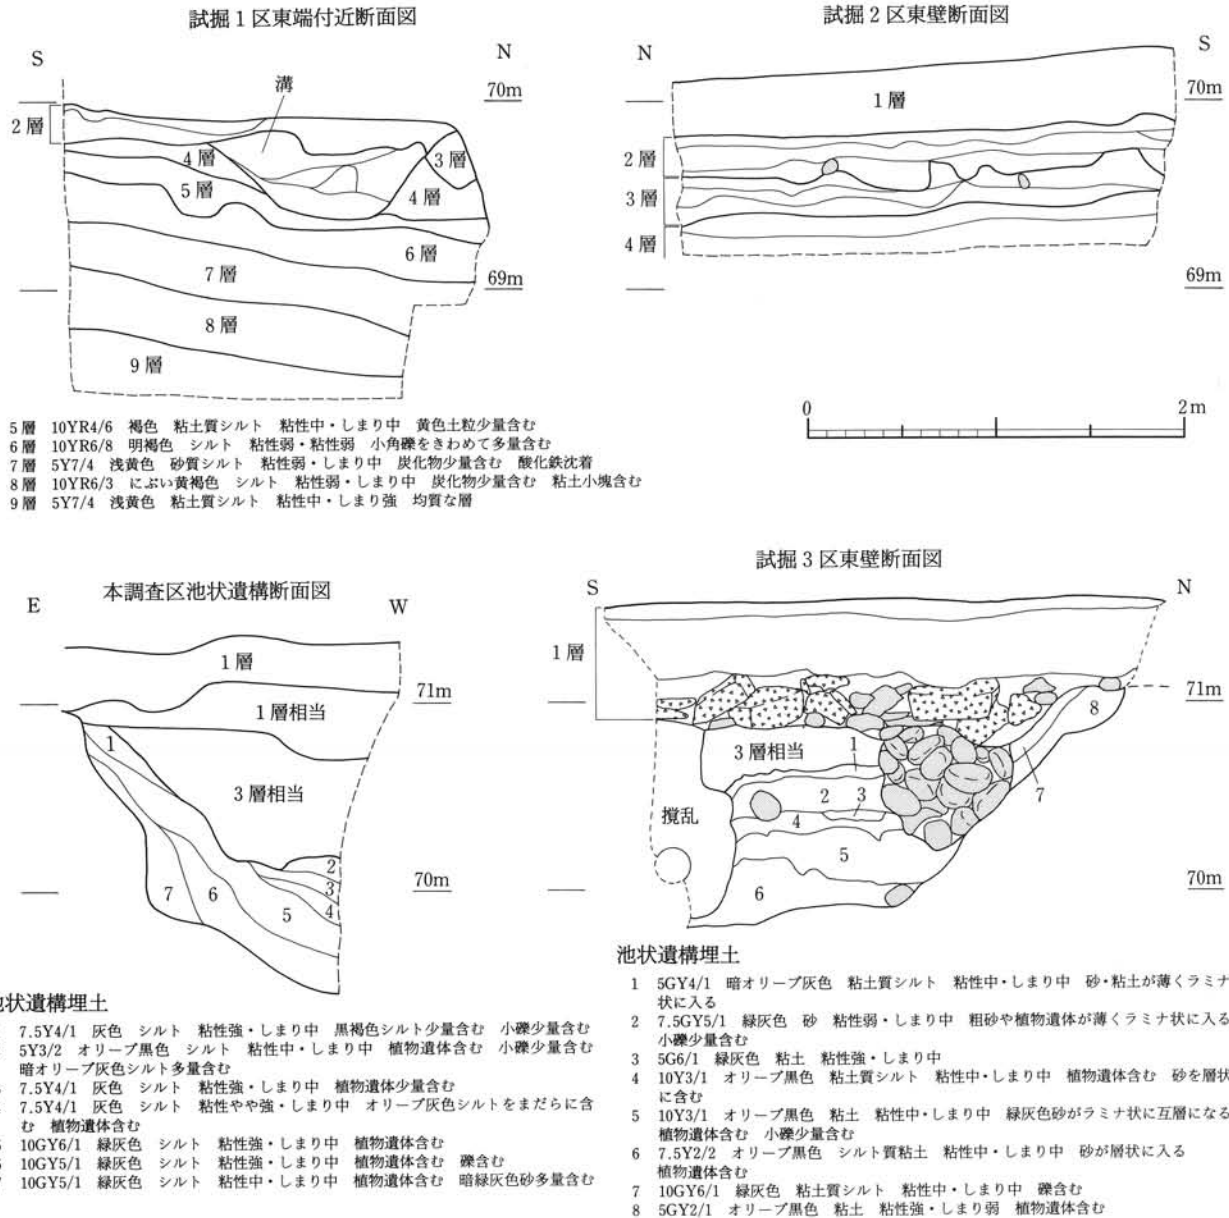 試掘1区東端付近断面図
S
N
溝
70m
2層
4層
3層
5層
4層
6層
7層
69m
8層
9層
5層 10YR4/6 褐色 粘土質シルト 粘性中・しまり中 黄色土粒少量含む
6層 10YR6/8 明褐色 シルト 粘性弱・粘性弱 小角礫をきわめて多量含む
7層 5Y7/4 浅黄色 砂質シルト 粘性弱・しまり中 炭化物少量含む 酸化鉄沈着
8層 10YR6/3 にぶい黄褐色 シルト 粘性弱・しまり中 炭化物少量含む 粘土小塊含む
9層 5Y7/4 浅黄色 粘土質シルト 粘性中・しまり強 均質な層
試掘2区東壁断面図
N
S
1層
70m
2層
3層
4層
69m
0
2m
本調査区池状遺構断面図
E
W
1層
71m
1層相当
1
3層相当
70m
2
3
4
5
6
7
状遺構埋土
7.5Y4/1 灰色 シルト 粘性強・しまり中 黒褐色シルト少量含む 小礫少量含む
5Y3/2 オリーブ黒色 シルト 粘性中・しまり中 植物遺体含む 小礫少量含む
暗オリーブ灰色シルト多量含む
7.5Y4/1 灰色 シルト 粘性強・しまり中 植物遺体少量含む
7.5Y4/1 灰色 シルト 粘性やや強・しまり中 オリーブ灰色シルトをまだらに含
む 植物遺体含む
10GY6/1 緑灰色 シルト 粘性強・しまり中 植物遺体含む
10GY5/1 緑灰色 シルト 粘性強・しまり中 植物遺体含む 礫含む
10GY5/1 緑灰色 シルト 粘性中・しまり中 植物遺体含む 暗緑灰色砂多量含む
試掘3区東壁断面図
S
N
1層
71m
8
3層相当
1
7
2
3
撹乱
4
5
70m
6
池状遺構埋土
1 5GY4/1 暗オリーブ灰色 粘土質シルト 粘性中・しまり中 砂・粘土が薄くラミナ
状に入る
2 7.5GY5/1 緑灰色 砂 粘性弱・しまり中 粗砂や植物遺体が薄くラミナ状に入る
小礫少量含む
3 5G6/1 緑灰色 粘土 粘性強・しまり中
4 10Y3/1 オリーブ黒色 粘土質シルト 粘性中・しまり中 植物遺体含む 砂を層状
に含む
5 10Y3/1 オリーブ黒色 粘土 粘性中・しまり中 緑灰色砂がラミナ状に互層になる
植物遺体含む 小礫少量含む
6 7.5Y2/2 オリーブ黒色 シルト質粘土 粘性中・しまり中 砂が層状に入る
植物遺体含む
7 10GY6/1 緑灰色 粘土質シルト 粘性中・しまり中 礫含む
8 5GY2/1 オリーブ黒色 粘土 粘性強・しまり弱 植物遺体含む